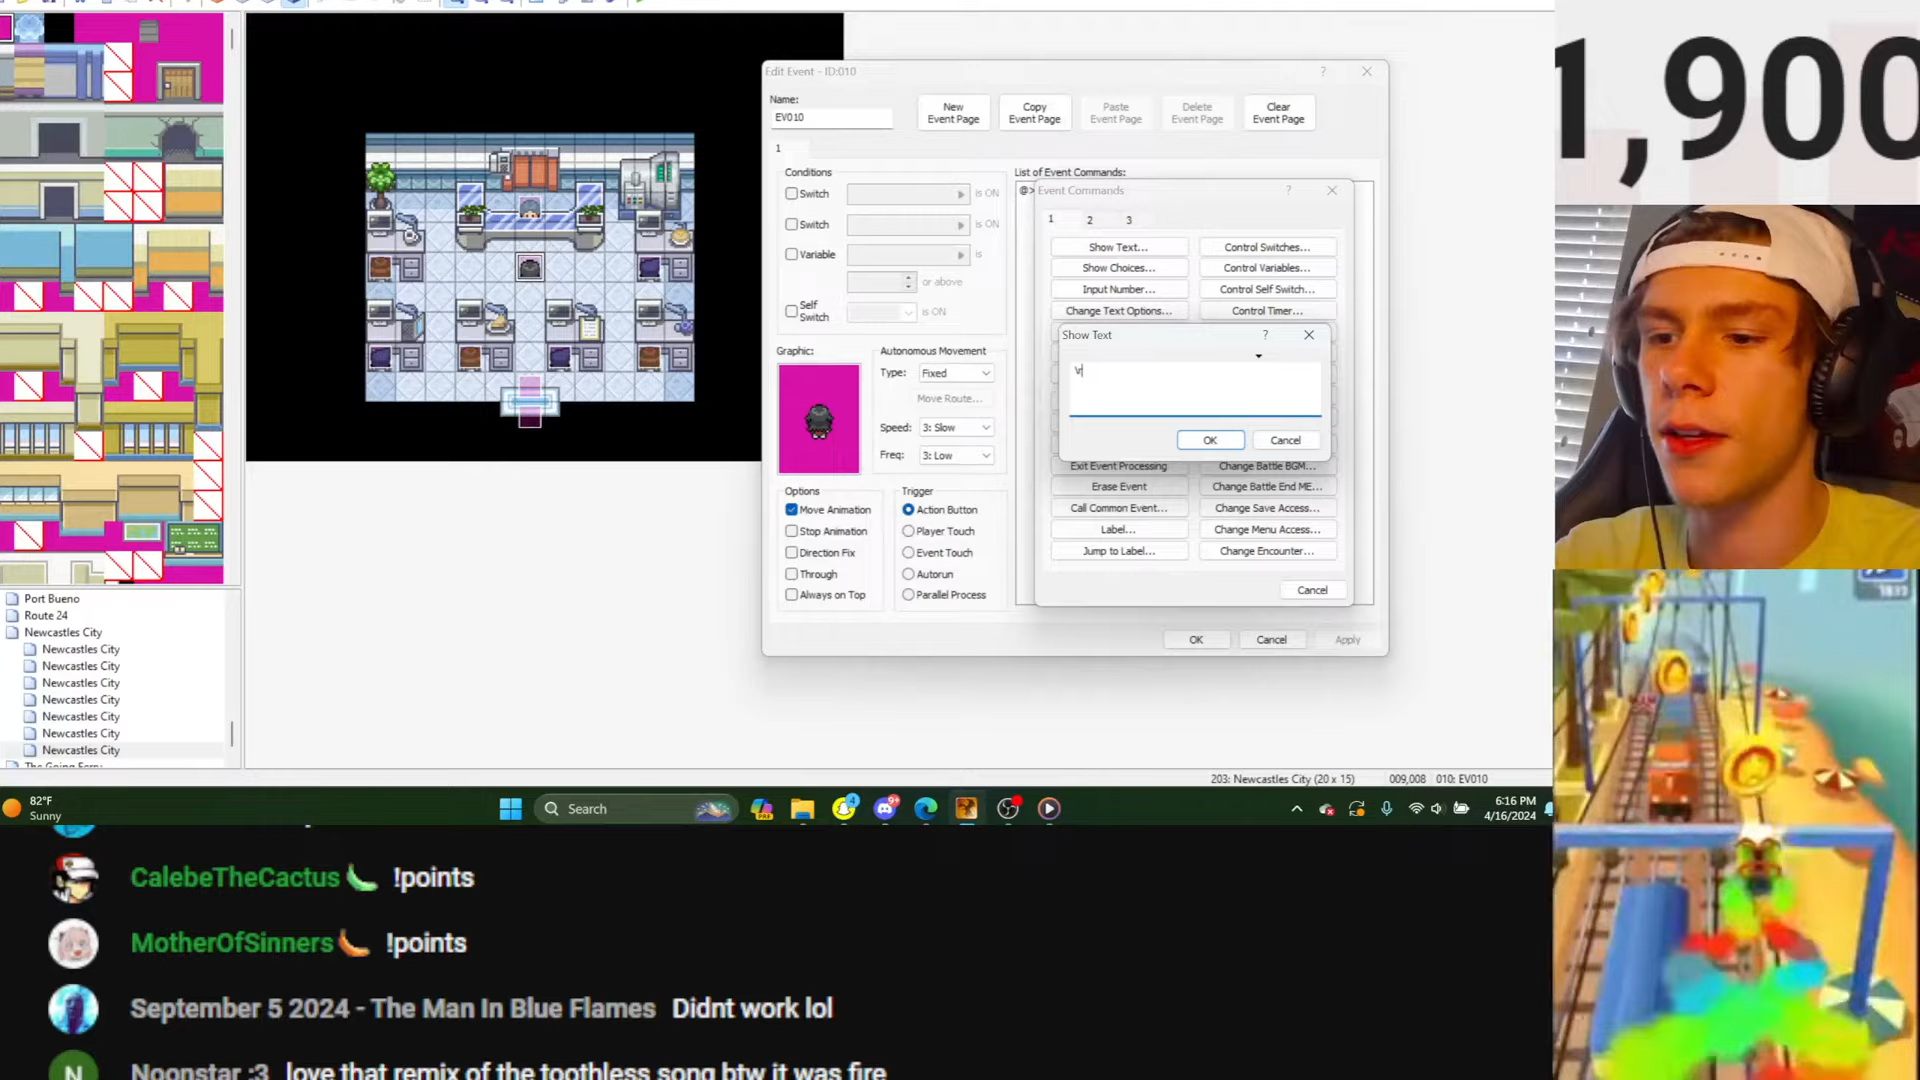 Edit Event - ID:010
Name:
EV010
New
Event Page
Copy
Event Page
Paste
Event Page
Delete
Event Page
Clear
Event Page
1
Conditions
Switch
is ON
Switch
is ON
Variable
is
or above
Self
Switch
is ON
Graphic:
Autonomous Movement
Type:
Fixed
Move Route...
Speed:
3: Slow
Freq:
3: Low
Options
Move Animation
Stop Animation
Direction Fix
Through
Always on Top
Trigger
Action Button
Player Touch
Event Touch
Autorun
Parallel Process
List of Event Commands:
@>
Event Commands
1 2 3
Show Text...
Control Switches...
Show Choices...
Control Variables...
Input Number...
Control Self Switch...
Change Text Options...
Control Timer...
Show Text
\r
OK
Cancel
Exit Event Processing
Change Battle BGM...
Erase Event
Change Battle End ME...
Call Common Event...
Change Save Access...
Label...
Change Menu Access...
Jump to Label...
Change Encounter...
Cancel
OK
Cancel
Apply
Port Bueno
Route 24
Newcastles City
Newcastles City
Newcastles City
Newcastles City
Newcastles City
Newcastles City
Newcastles City
Newcastles City
The Going Ferry
203: Newcastles City (20 x 15)
009,008
010: EV010
82°F
Sunny
Search
6:16 PM
4/16/2024
1,900
CalebeTheCactus !points
MotherOfSinners !points
September 5 2024 - The Man In Blue Flames Didnt work lol
N
Noonstar :3 love that remix of the toothless song btw it was fire